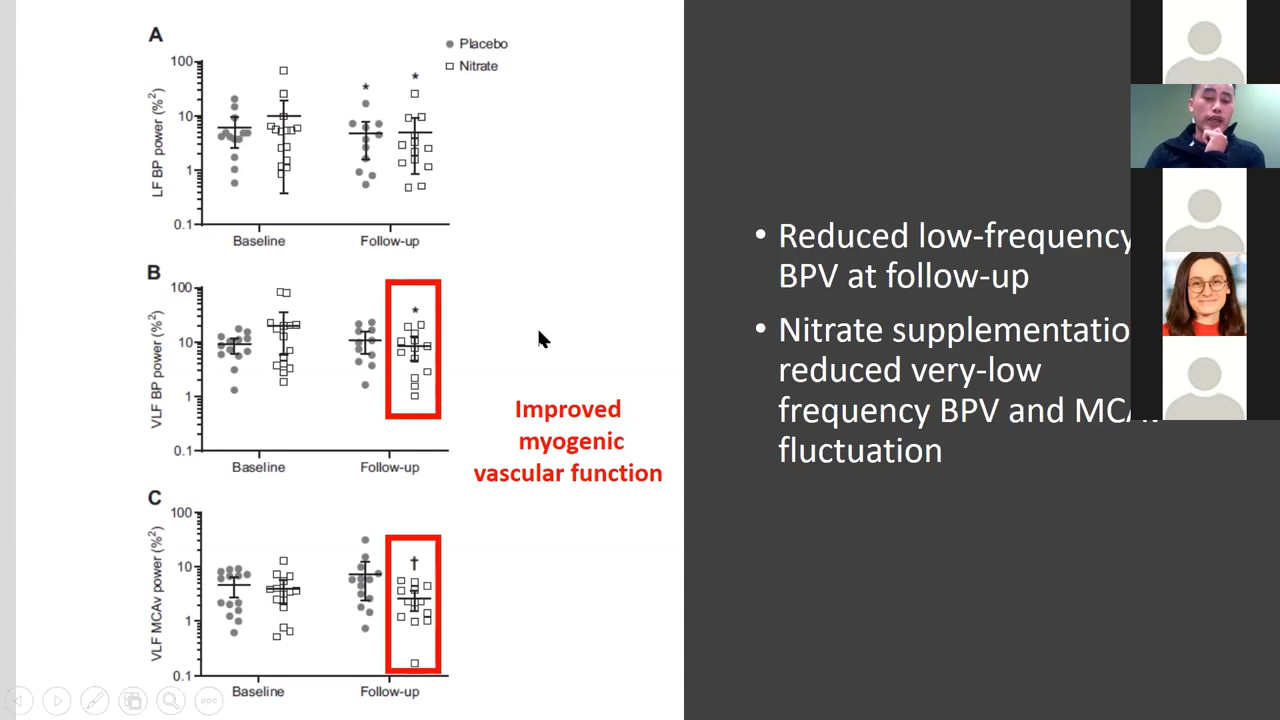 A
Placebo
Nitrate
100
10
1
0.1
LF BP power (%²)
*
*
Baseline
Follow-up
B
100
10
1
0.1
VLF BP power (%²)
*
Baseline
Follow-up
Improved
myogenic
vascular function
C
100
10
1
0.1
VLF MCAv power (%²)
†
Baseline
Follow-up
• Reduced low-frequency
BPV at follow-up
• Nitrate supplementatio
reduced very-low
frequency BPV and
fluctuation